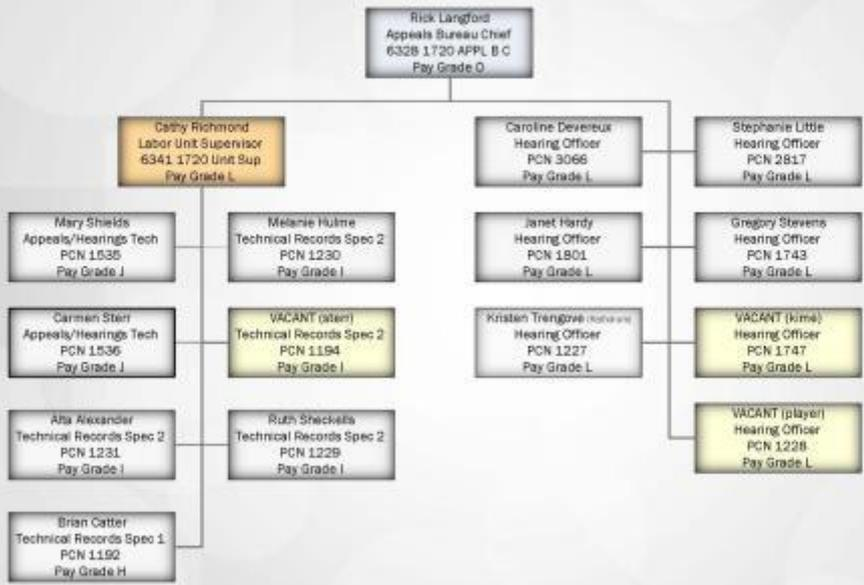 Rick Langford
Appeals Bureau Chief
6328 1720 APPL B C
Pay Grade O
Cathy Richmond
Labor Unit Supervisor
6341 1720 Unit Sup
Pay Grade L
Caroline Devereux
Hearing Officer
PCN 3066
Pay Grade L
Stephanie Little
Hearing Officer
PCN 2817
Pay Grade L
Mary Shields
Appeals/Hearings Tech
PCN 1535
Pay Grade J
Melanie Hulme
Technical Records Spec 2
PCN 1230
Pay Grade I
Janet Hardy
Hearing Officer
PCN 1801
Pay Grade L
Gregory Stevens
Hearing Officer
PCN 1743
Pay Grade L
Carmen Sterr
Appeals/Hearings Tech
PCN 1536
Pay Grade J
VACANT (sterr)
Technical Records Spec 2
PCN 1194
Pay Grade I
Kristen Trengove
Hearing Officer
PCN 1227
Pay Grade L
VACANT (kime)
Hearing Officer
PCN 1747
Pay Grade L
Alta Alexander
Technical Records Spec 2
PCN 1231
Pay Grade I
Ruth Sheckells
Technical Records Spec 2
PCN 1229
Pay Grade I
VACANT (player)
Hearing Officer
PCN 1228
Pay Grade L
Brian Catter
Technical Records Spec 1
PCN 1192
Pay Grade H